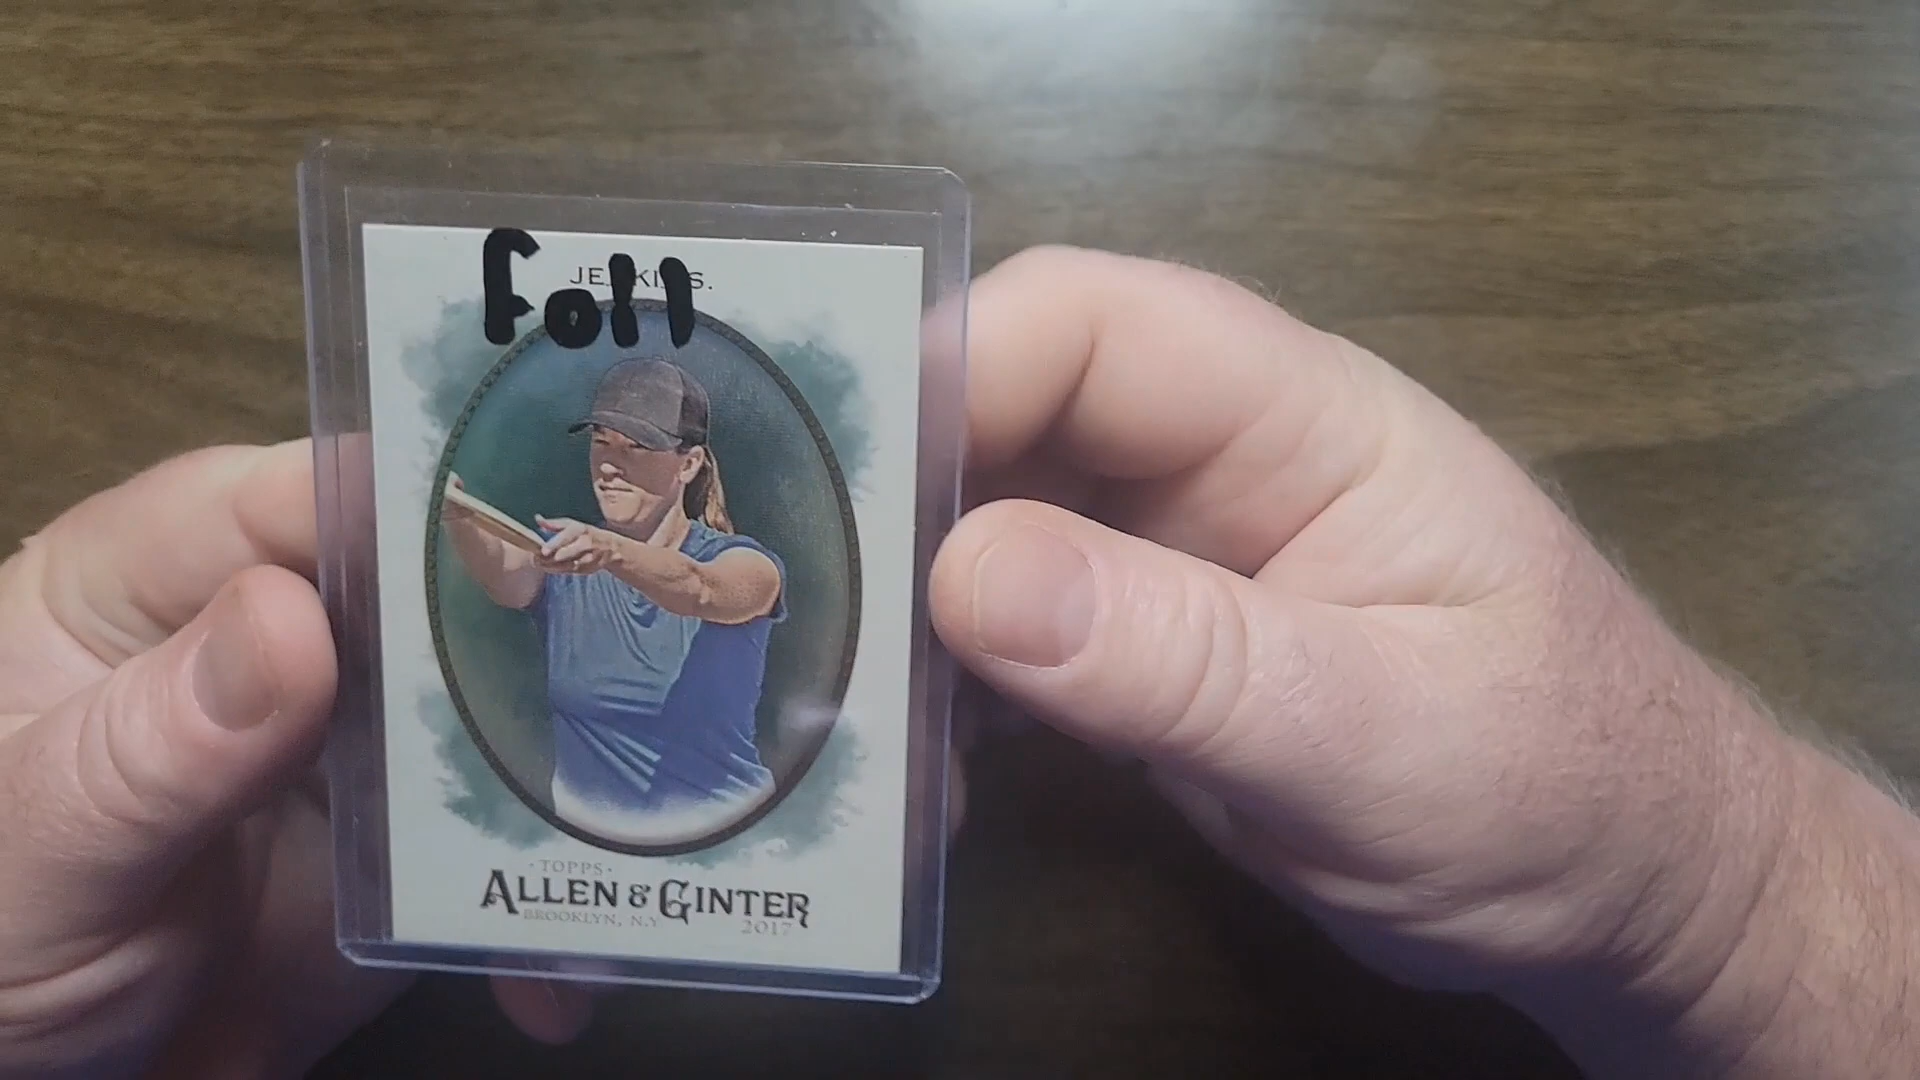 JENKINS.
Foil
·TOPPS·
ALLEN & GINTER
BROOKLYN, N.Y
2017